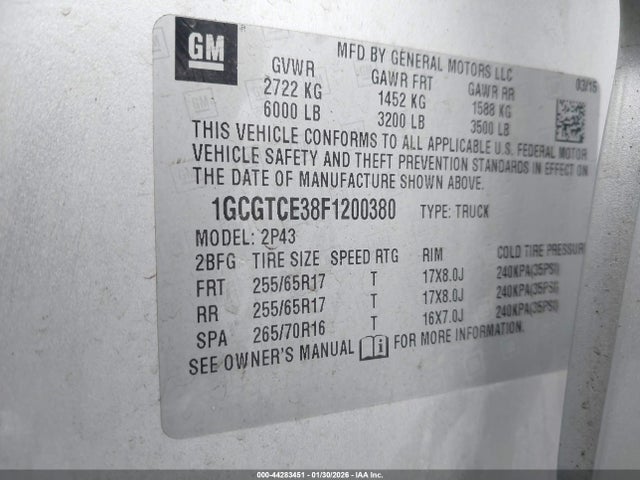 GM
MFD BY GENERAL MOTORS LLC
03/15
GVWR GAWR FRT GAWR RR
2722 KG 1452 KG 1588 KG
6000 LB 3200 LB 3500 LB
THIS VEHICLE CONFORMS TO ALL APPLICABLE U.S. FEDERAL MOTOR
VEHICLE SAFETY AND THEFT PREVENTION STANDARDS IN EFFECT ON
THE DATE OF MANUFACTURE SHOWN ABOVE.
1GCGTCE38F1200380 TYPE: TRUCK
MODEL: 2P43
2BFG TIRE SIZE SPEED RTG RIM COLD TIRE PRESSUR
FRT 255/65R17 T 17X8.0J 240KPA(35PSI)
RR 255/65R17 T 17X8.0J 240KPA(35PSI)
SPA 265/70R16 T 16X7.0J 240KPA(35PSI)
SEE OWNER'S MANUAL FOR MORE INFORMATION.
000-44283451 - 01/30/2026 - IAA Inc.